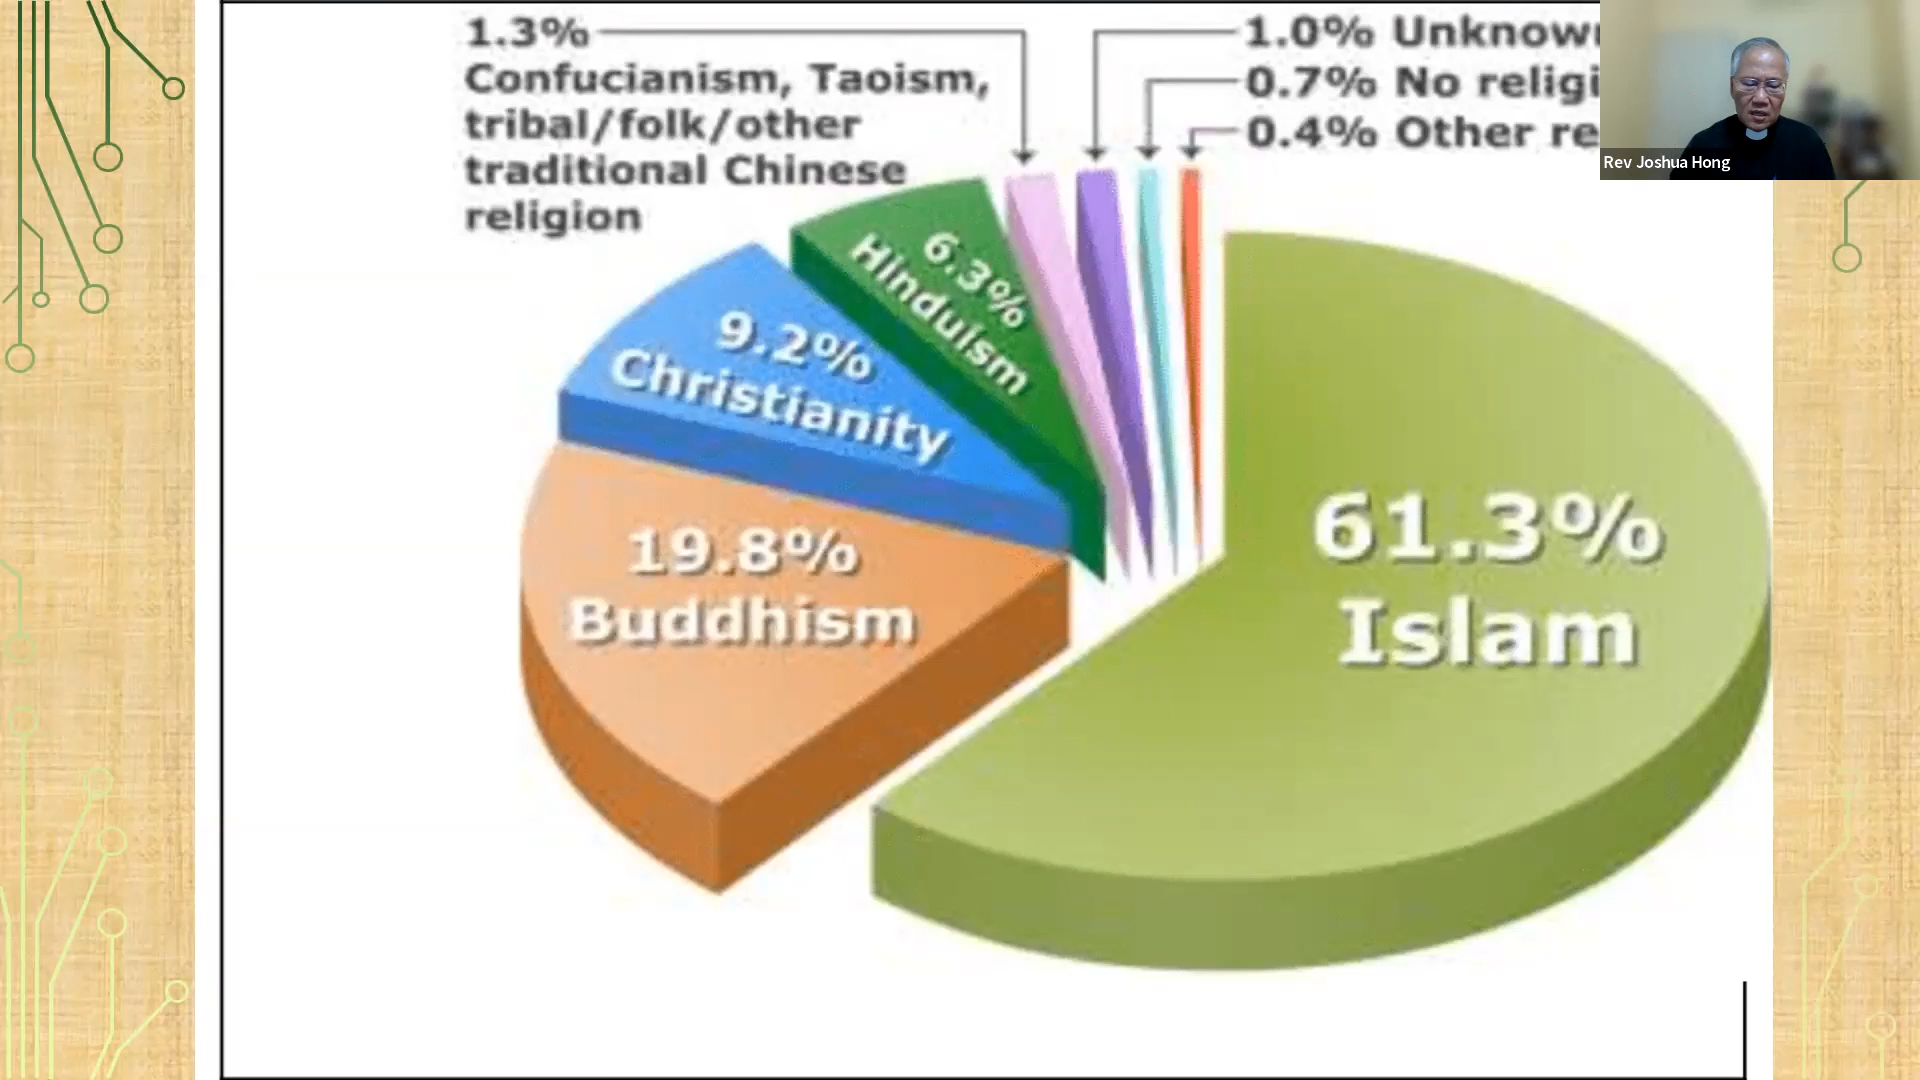 1.3%
Confucianism, Taoism,
tribal/folk/other
traditional Chinese
religion
1.0% Unknow
0.7% No religi
0.4% Other re
Rev Joshua Hong
6.3%
Hinduism
9.2%
Christianity
19.8%
Buddhism
61.3%
Islam